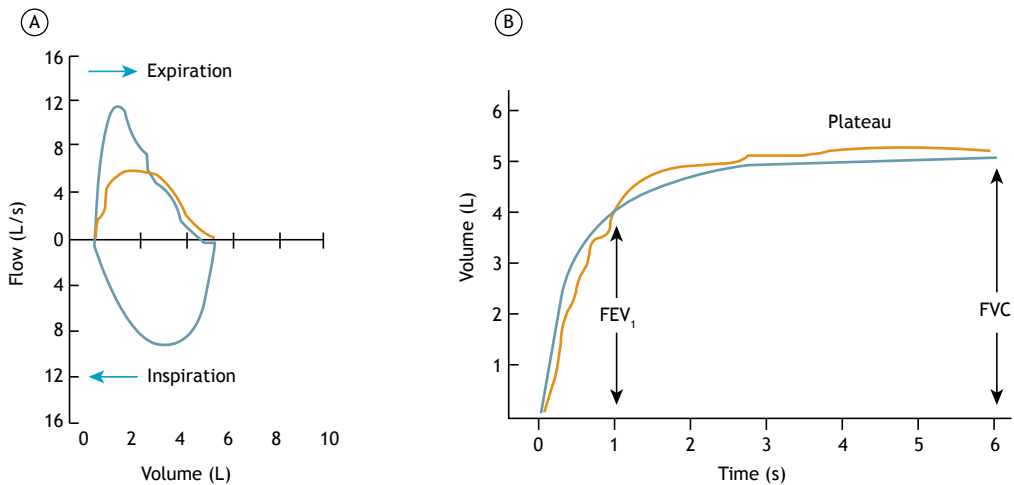 A
16
Expiration
12
8
4
0
4
8
12
Inspiration
16
Flow (L/s)
0 2 4 6 8 10
Volume (L)
B
6
Plateau
5
4
3
2
1
Volume (L)
FEV1
FVC
0 1 2 3 4 5 6
Time (s)